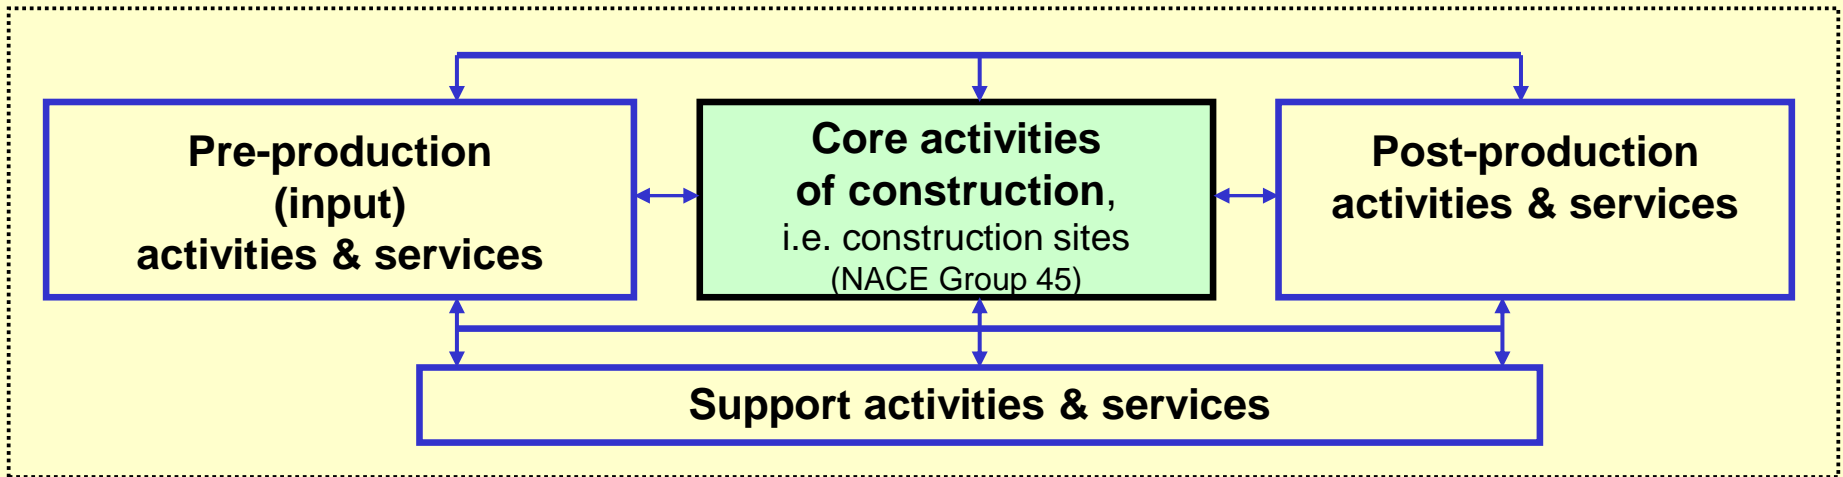 Pre-production
(input)
activities & services
Core activities
of construction,
i.e. construction sites
(NACE Group 45)
Post-production
activities & services
Support activities & services